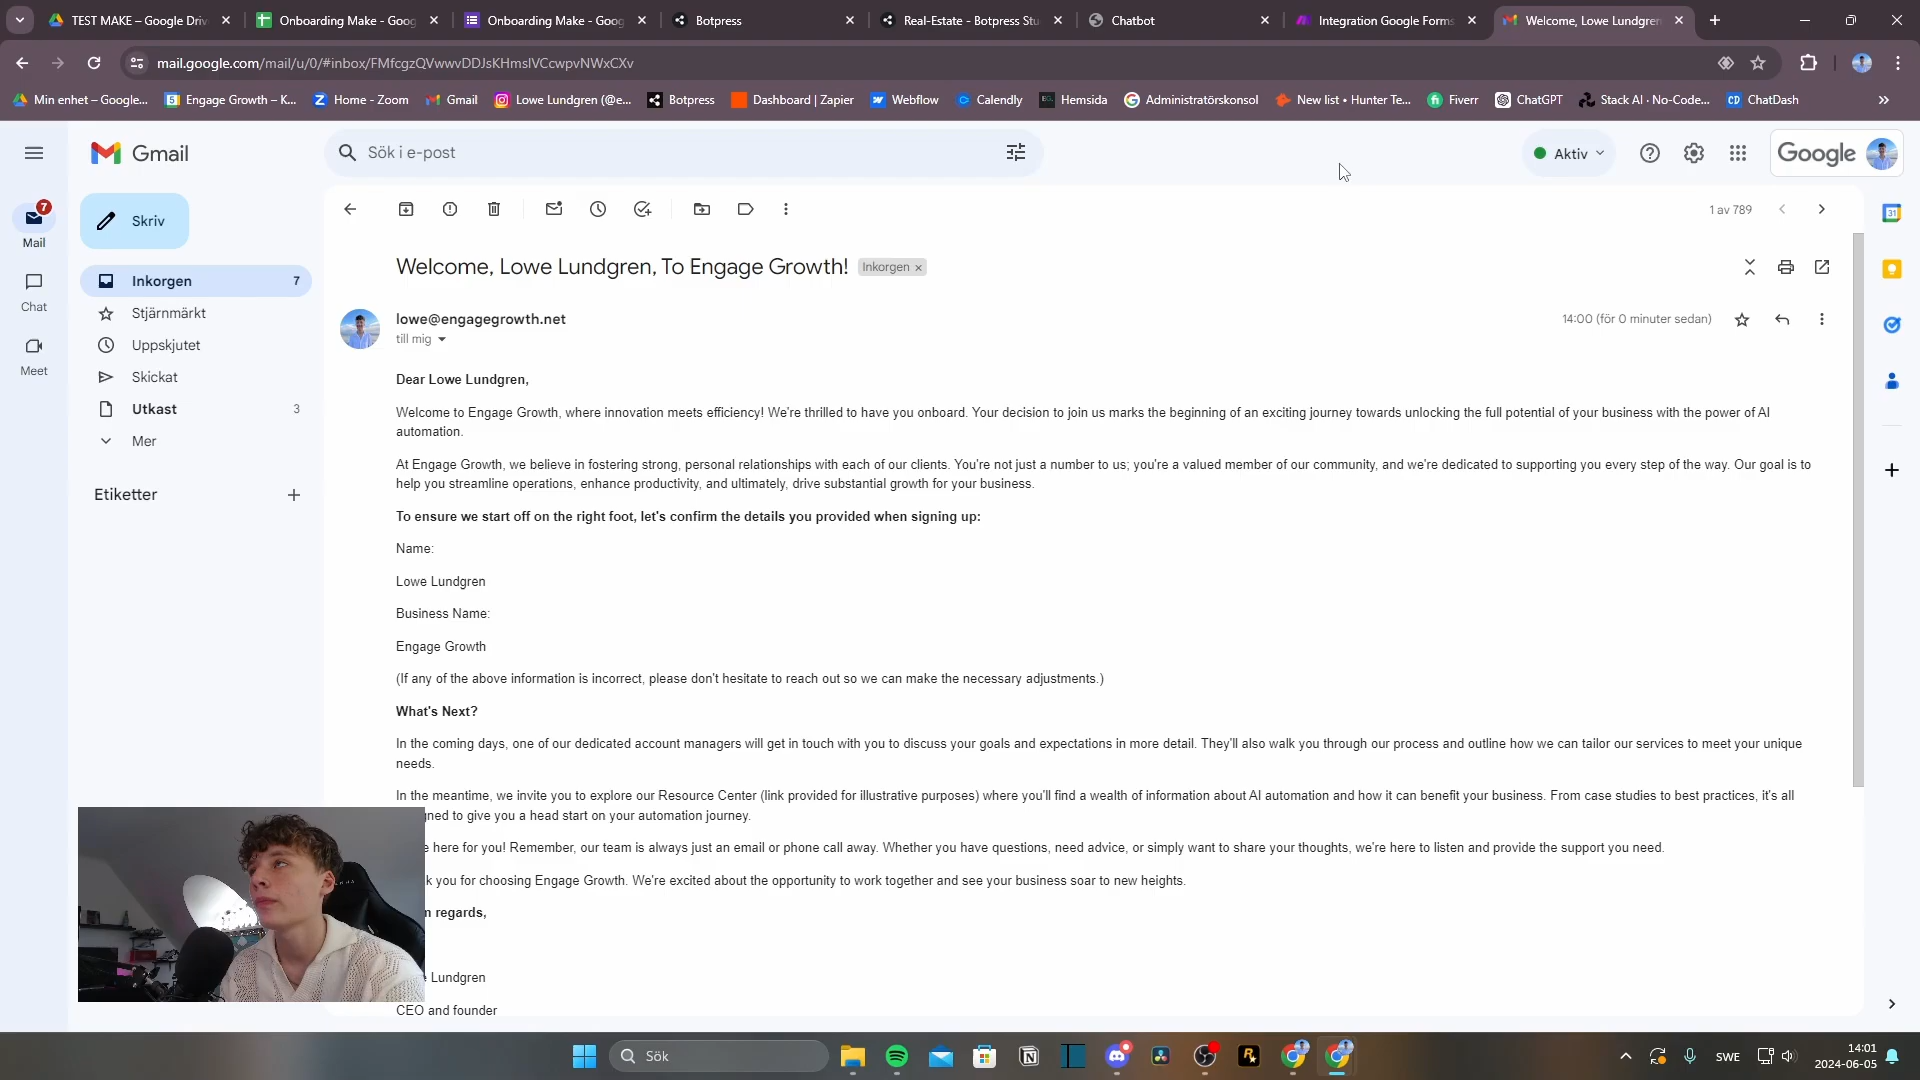 TEST MAKE – Google Driv
Onboarding Make - Goog
Onboarding Make - Goog
Botpress
Real-Estate - Botpress Stu
Chatbot
Integration Google Forms
Welcome, Lowe Lundgren
mail.google.com/mail/u/0/#inbox/FMfcgzQVwwvDDJsKHmslVCcwpvNWxCXv
Min enhet – Google...
Engage Growth – K...
Home - Zoom
Gmail
Lowe Lundgren (@e...
Botpress
Dashboard | Zapier
Webflow
Calendly
Hemsida
Administratörskonsol
New list • Hunter Te...
Fiverr
ChatGPT
Stack AI · No-Code...
ChatDash
Gmail
Sök i e-post
Aktiv
Google
7
Mail
Chat
Meet
Skriv
Inkorgen 7
Stjärnmärkt
Uppskjutet
Skickat
Utkast 3
Mer
Etiketter
1 av 789
Welcome, Lowe Lundgren, To Engage Growth! Inkorgen ×
lowe@engagegrowth.net
till mig
14:00 (för 0 minuter sedan)
Dear Lowe Lundgren,
Welcome to Engage Growth, where innovation meets efficiency! We're thrilled to have you onboard. Your decision to join us marks the beginning of an exciting journey towards unlocking the full potential of your business with the power of AI
automation.
At Engage Growth, we believe in fostering strong, personal relationships with each of our clients. You're not just a number to us; you're a valued member of our community, and we're dedicated to supporting you every step of the way. Our goal is to
help you streamline operations, enhance productivity, and ultimately, drive substantial growth for your business.
To ensure we start off on the right foot, let's confirm the details you provided when signing up:
Name:
Lowe Lundgren
Business Name:
Engage Growth
(If any of the above information is incorrect, please don't hesitate to reach out so we can make the necessary adjustments.)
What's Next?
In the coming days, one of our dedicated account managers will get in touch with you to discuss your goals and expectations in more detail. They'll also walk you through our process and outline how we can tailor our services to meet your unique
needs.
In the meantime, we invite you to explore our Resource Center (link provided for illustrative purposes) where you'll find a wealth of information about AI automation and how it can benefit your business. From case studies to best practices, it's all
ned to give you a head start on your automation journey.
e here for you! Remember, our team is always just an email or phone call away. Whether you have questions, need advice, or simply want to share your thoughts, we're here to listen and provide the support you need.
k you for choosing Engage Growth. We're excited about the opportunity to work together and see your business soar to new heights.
regards,
Lundgren
CEO and founder
31
Sök
SWE
14:01
2024-06-05